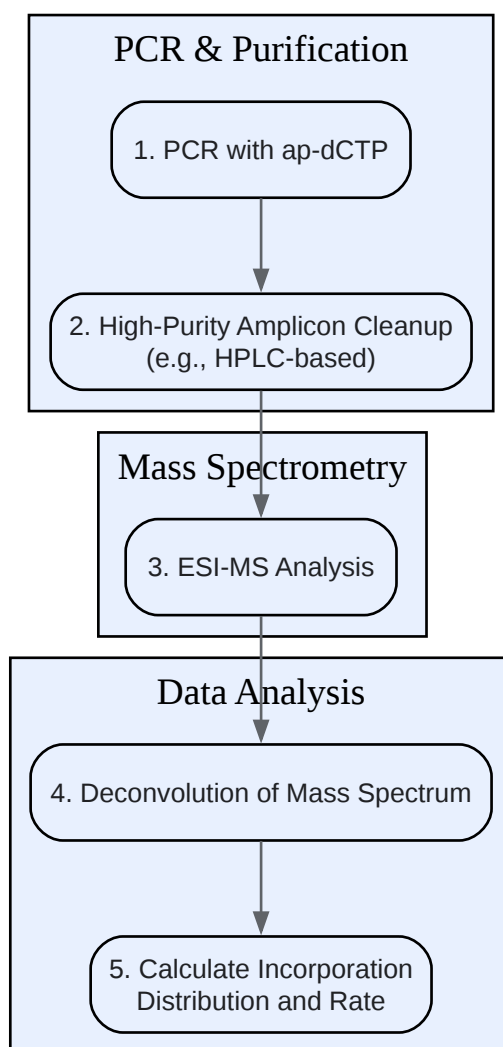 PCR & Purification
1. PCR with ap-dCTP
2. High-Purity Amplicon Cleanup
(e.g., HPLC-based)
Mass Spectrometry
3. ESI-MS Analysis
Data Analysis
4. Deconvolution of Mass Spectrum
5. Calculate Incorporation
Distribution and Rate